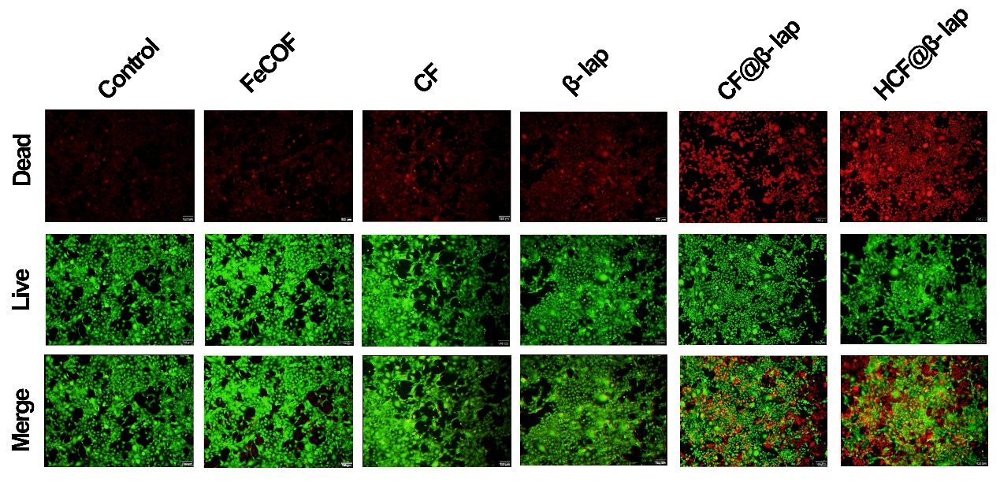 Control
FeCOF
CF
β- lap
CF@β- lap
HCF@β- lap
Dead
Live
Merge